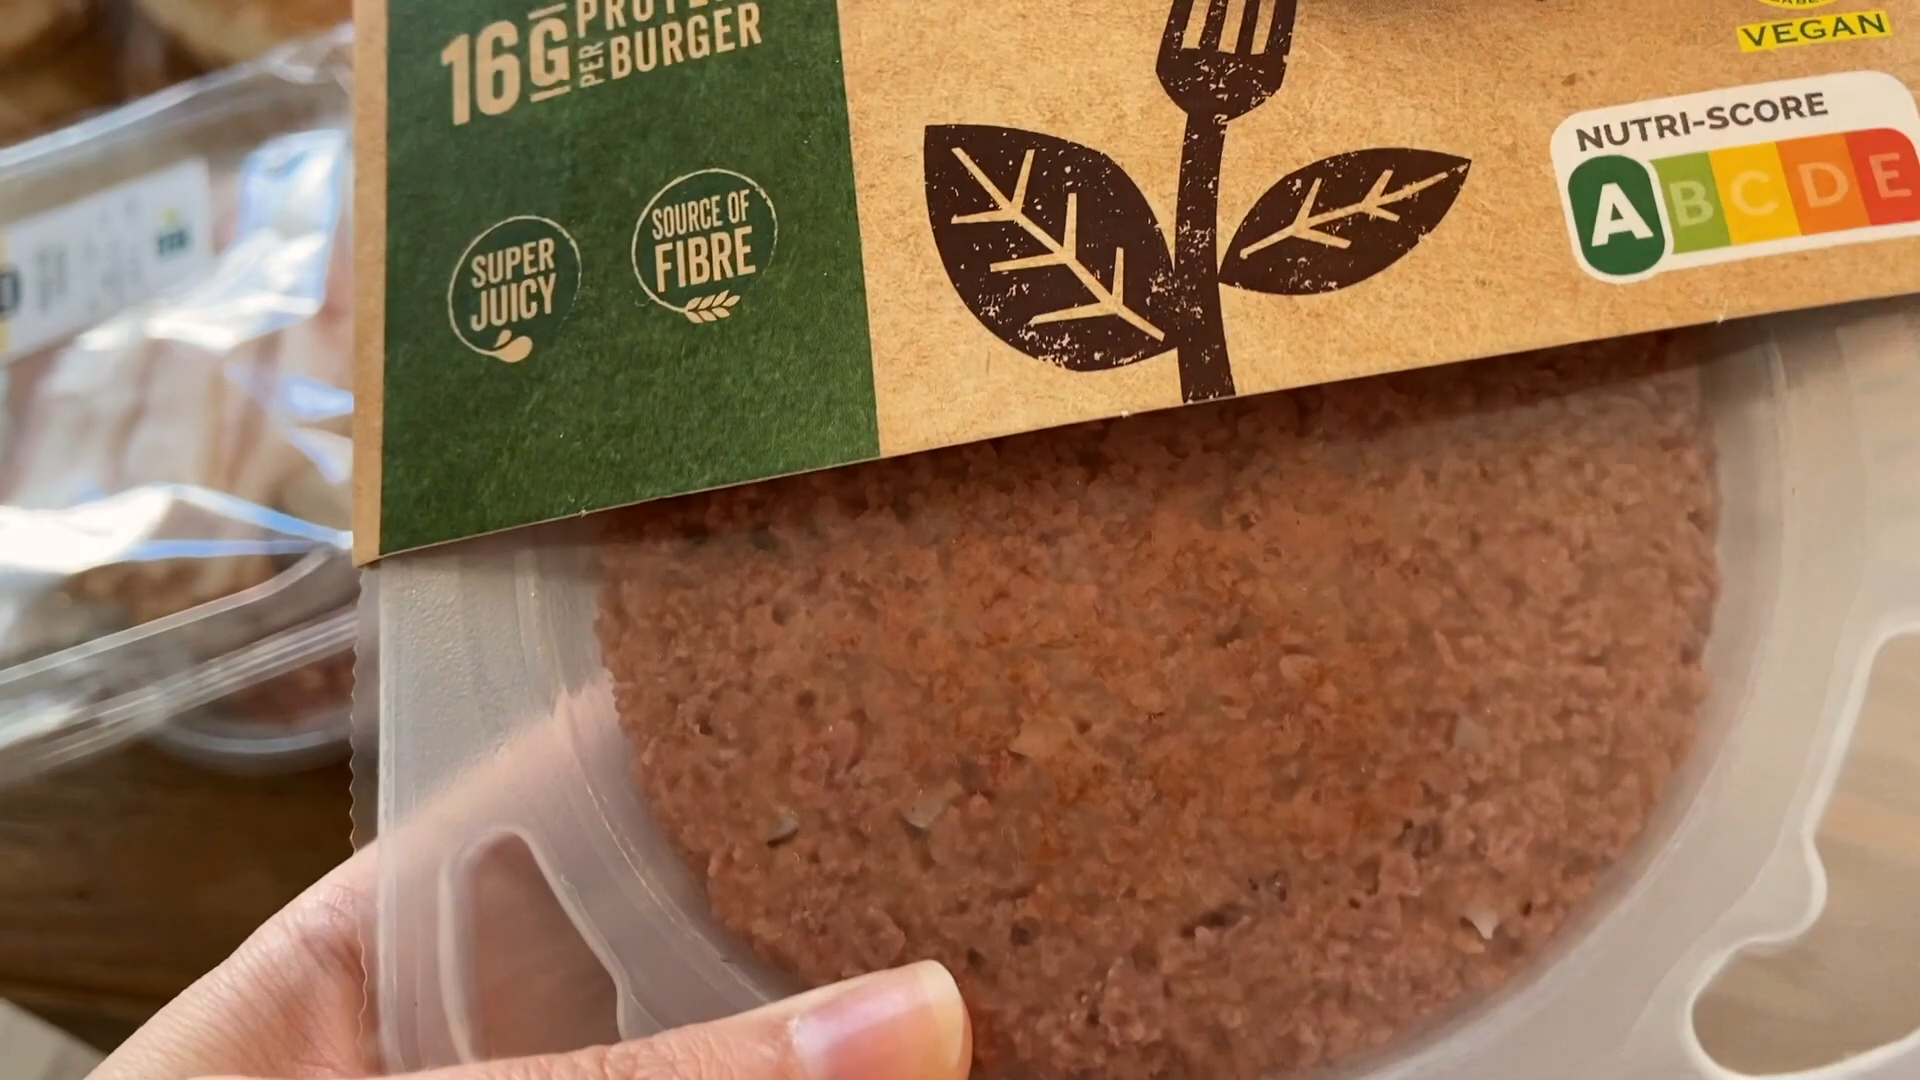 16G
PER
BURGER
SUPER
JUICY
SOURCE OF
FIBRE
VEGAN
NUTRI-SCORE
A B C D E